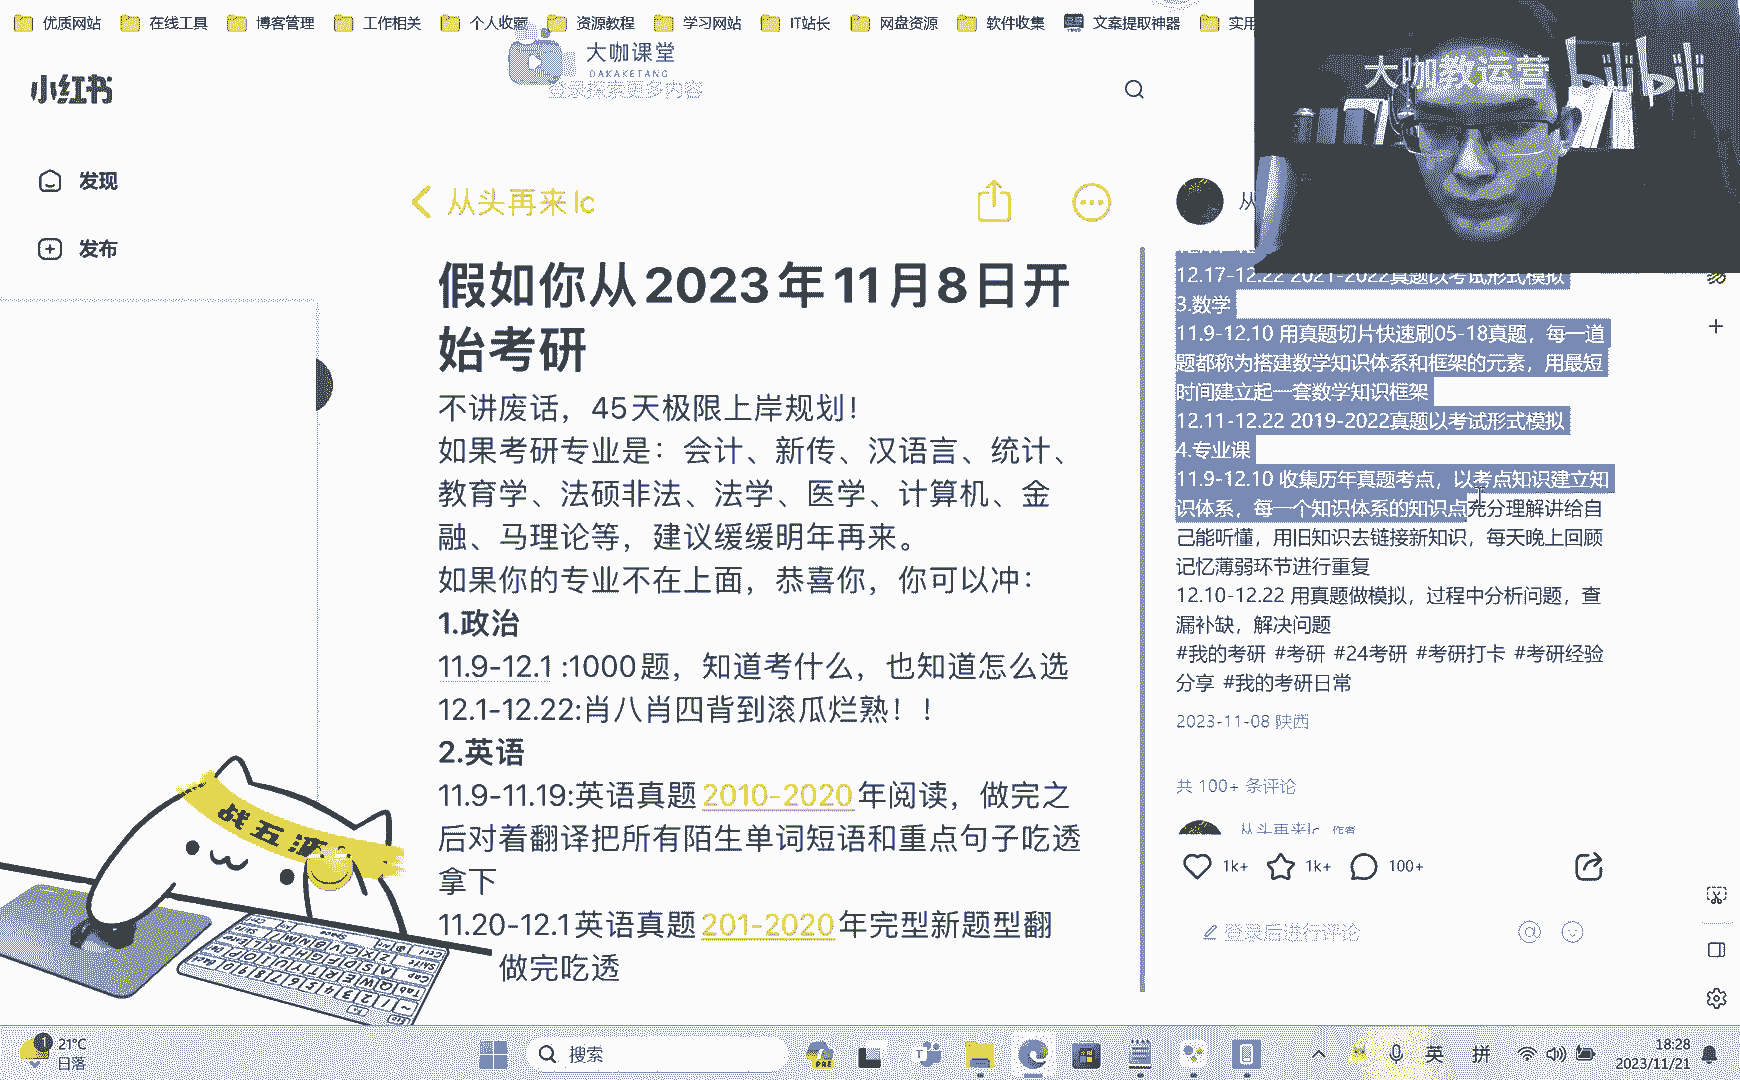 优质网站 在线工具 博客管理 工作相关 个人收藏 资源教程 学习网站 IT站长 网盘资源 软件收集 文案提取神器 实用
大咖课堂
DAKAKETANG
小红书
登录探索更多内容
大咖教运营 bilibili
发现
发布
从头再来lc
从
假如你从2023年11月8日开
始考研
不讲废话，45天极限上岸规划！
如果考研专业是：会计、新传、汉语言、统计、
教育学、法硕非法、法学、医学、计算机、金
融、马理论等，建议缓缓明年再来。
如果你的专业不在上面，恭喜你，你可以冲：
1.政治
11.9-12.1 :1000题，知道考什么，也知道怎么选
12.1-12.22:肖八肖四背到滚瓜烂熟！！
2.英语
11.9-11.19:英语真题2010-2020年阅读，做完之
后对着翻译把所有陌生单词短语和重点句子吃透
拿下
11.20-12.1英语真题201-2020年完型新题型翻
做完吃透
12.17-12.22 2021-2022真题以考试形式模拟
3.数学
11.9-12.10 用真题切片快速刷05-18真题，每一道
题都称为搭建数学知识体系和框架的元素，用最短
时间建立起一套数学知识框架
12.11-12.22 2019-2022真题以考试形式模拟
4.专业课
11.9-12.10 收集历年真题考点，以考点知识建立知
识体系，每一个知识体系的知识点充分理解讲给自
己能听懂，用旧知识去链接新知识，每天晚上回顾
记忆薄弱环节进行重复
12.10-12.22 用真题做模拟，过程中分析问题，查
漏补缺，解决问题
#我的考研 #考研 #24考研 #考研打卡 #考研经验
分享 #我的考研日常
2023-11-08 陕西
共 100+ 条评论
从头再来lc 作者
1k+ 1k+ 100+
登录后进行评论
21°C
日落
搜索
英 拼
18:28
2023/11/21